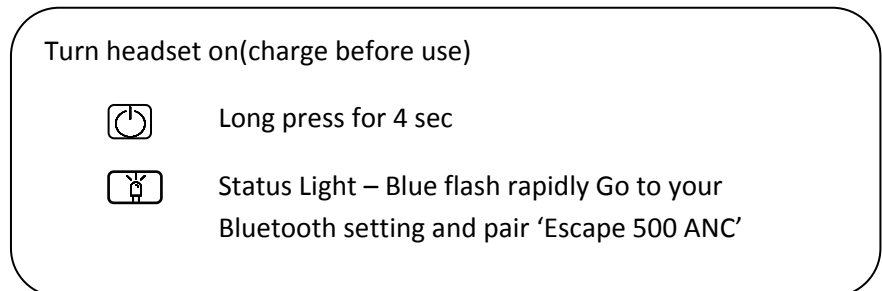 Turn headset on(charge before use)
Long press for 4 sec
Status Light – Blue flash rapidly Go to your
Bluetooth setting and pair ‘Escape 500 ANC’